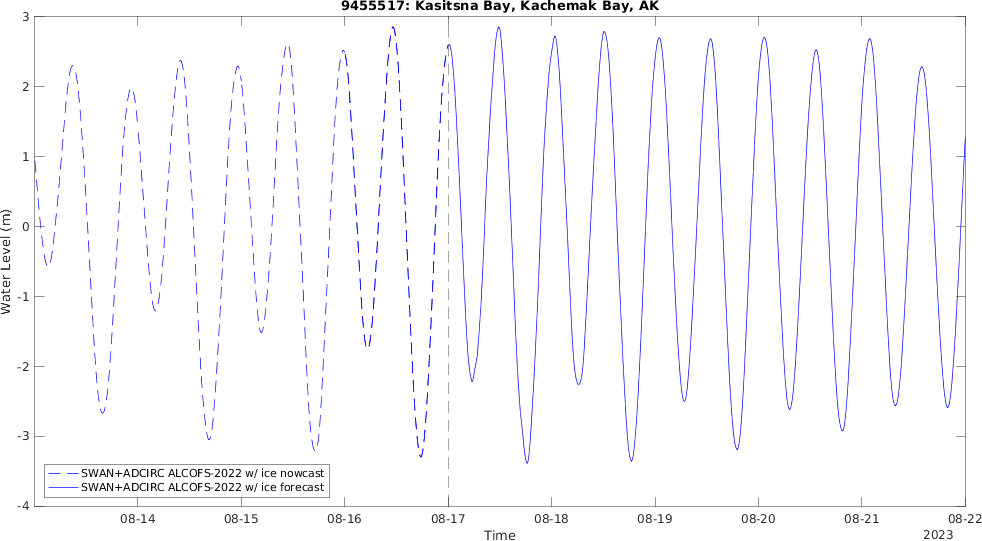 9455517: Kasitsna Bay, Kachemak Bay, AK
3
2
1
0
-1
-2
-3
-4
Water Level (m)
SWAN+ADCIRC ALCOFS-2022 w/ ice nowcast
SWAN+ADCIRC ALCOFS-2022 w/ ice forecast
08-14 08-15 08-16 08-17 08-18 08-19 08-20 08-21 08-22
Time
2023